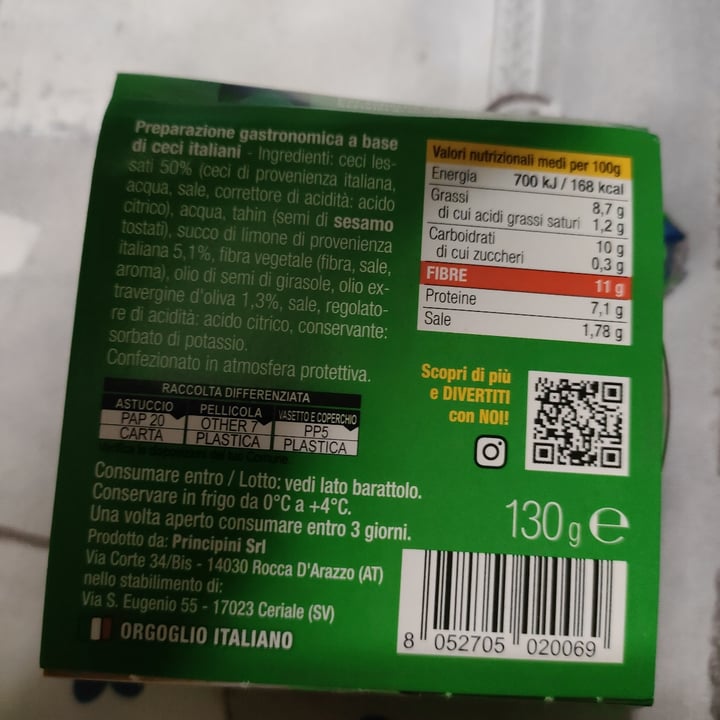 Preparazione gastronomica a base
di ceci italiani - Ingredienti: ceci les-
sati 50% (ceci di provenienza italiana,
acqua, sale, correttore di acidità: acido
citrico), acqua, tahin (semi di sesamo
tostati), succo di limone di provenienza
italiana 5,1%, fibra vegetale (fibra, sale,
aroma), olio di semi di girasole, olio ex-
travergine d'oliva 1,3%, sale, regolato-
re di acidità: acido citrico, conservante:
sorbato di potassio.
Confezionato in atmosfera protettiva.
RACCOLTA DIFFERENZIATA
ASTUCCIO PELLICOLA VASETTO E COPERCHIO
PAP 20 OTHER 7 PP5
CARTA PLASTICA PLASTICA
Verifica le disposizioni del tuo Comune.
Consumare entro / Lotto: vedi lato barattolo.
Conservare in frigo da 0°C a +4°C.
Una volta aperto consumare entro 3 giorni.
Prodotto da: Principini Srl
Via Corte 34/Bis - 14030 Rocca D'Arazzo (AT)
nello stabilimento di:
Via S. Eugenio 55 - 17023 Ceriale (SV)
ORGOGLIO ITALIANO
Valori nutrizionali medi per 100g
Energia 700 kJ / 168 kcal
Grassi 8,7 g
di cui acidi grassi saturi 1,2 g
Carboidrati 10 g
di cui zuccheri 0,3 g
FIBRE 11 g
Proteine 7,1 g
Sale 1,78 g
Scopri di più
e DIVERTITI
con NOI!
130 g e
8 052705 020069